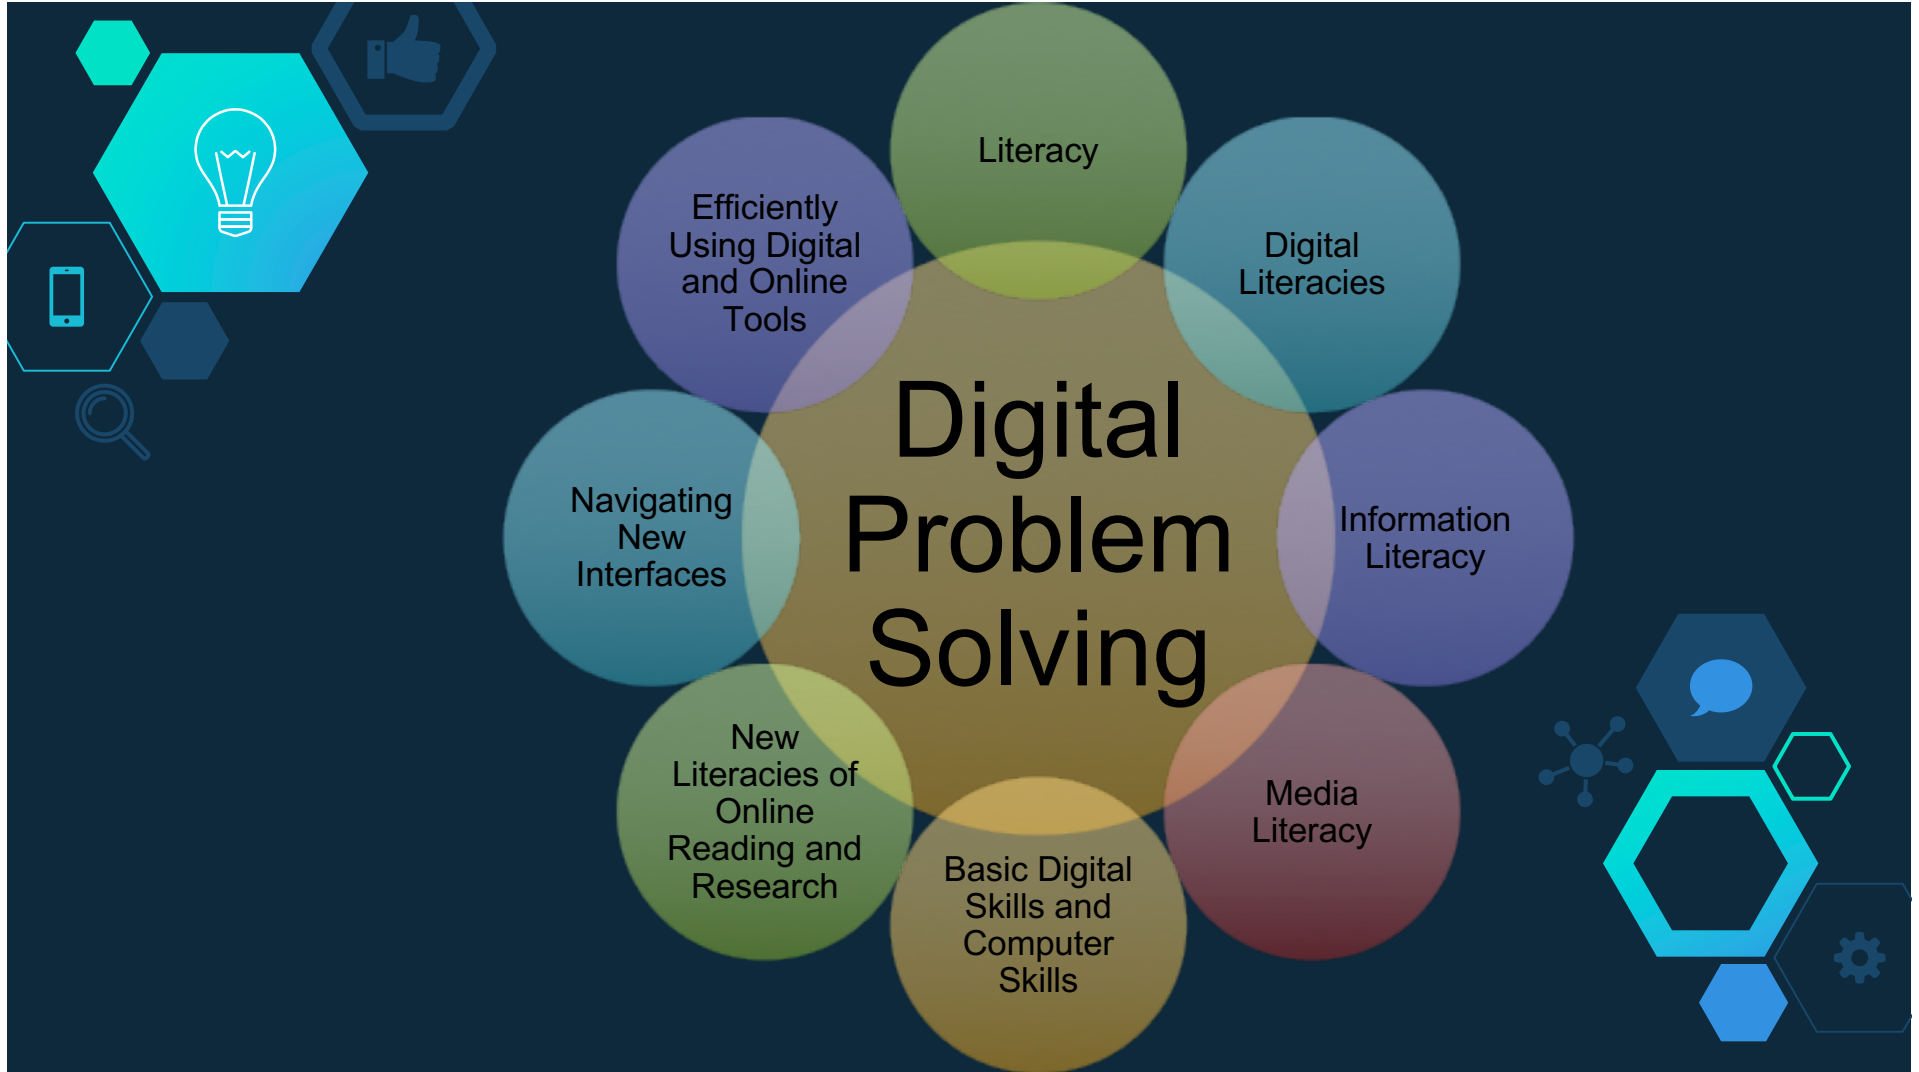 Literacy
Digital
Literacies
Information
Literacy
Media
Literacy
Basic Digital
Skills and
Computer
Skills
New
Literacies of
Online
Reading and
Research
Navigating
New
Interfaces
Efficiently
Using Digital
and Online
Tools
Digital
Problem
Solving